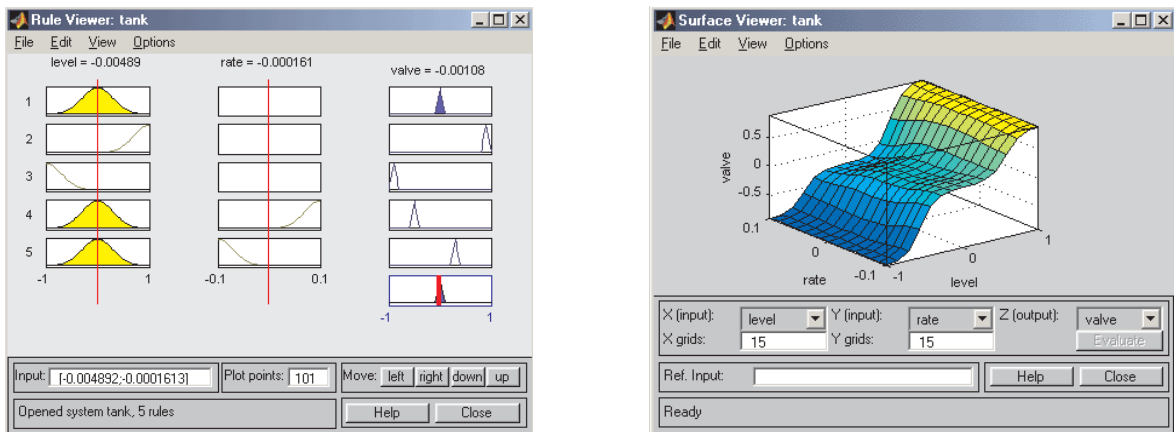 Rule Viewer: tank
File Edit View Options
level = -0.00489
rate = -0.000161
valve = -0.00108
1
2
3
4
5
-1 1
-0.1 0.1
-1 1
Input: [-0.004892;-0.0001613]
Plot points: 101
Move: left right down up
Opened system tank, 5 rules
Help Close
Surface Viewer: tank
File Edit View Options
valve
0.5
0
-0.5
0.1
0
-0.1
rate
-1
0
1
level
X (input): level Y (input): rate Z (output): valve
X grids: 15 Y grids: 15 Evaluate
Ref. Input:
Help Close
Ready